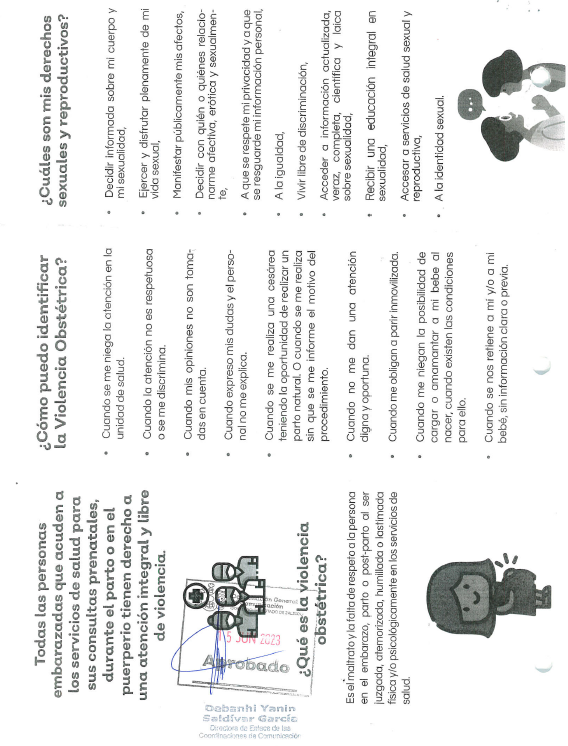 Todas las personas
embarazadas que acuden a
los servicios de salud para
sus consultas prenatales,
durante el parto o en el
puerperio tienen derecho a
una atención integral y libre
de violencia.
15 JUN 2023
Aprobado
Dabanhi Yanin
Saldívar García
Directora de Enlace de las
Coordinaciones de Comunicación
¿Qué es la violencia
obstétrica?
Es el maltrato y la falta de respeto a la persona
en el embarazo, parto o post-parto al ser
juzgada, atemorizada, humillada o lastimada
física y/o psicológicamente en los servicios de
salud.
¿Cómo puedo identificar
la Violencia Obstétrica?
• Cuando se me niega la atención en la
unidad de salud.
• Cuando la atención no es respetuosa
o se me discrimina.
• Cuando mis opiniones no son toma-
das en cuenta.
• Cuando expreso mis dudas y el perso-
nal no me explica.
• Cuando se me realiza una cesárea
teniendo la oportunidad de realizar un
parto natural. O cuando se me realiza
sin que se me informe el motivo del
procedimiento.
• Cuando no me dan una atención
digna y oportuna.
• Cuando me obligan a parir inmovilizada.
• Cuando me niegan la posibilidad de
cargar o amamantar a mi bebe al
nacer, cuando existen las condiciones
para ello.
• Cuando se nos refiene a mi y/o a mi
bebé, sin información clara o previa.
¿Cuáles son mis derechos
sexuales y reproductivos?
• Decidir informada sobre mi cuerpo y
mi sexualidad,
• Ejercer y disfrutar plenamente de mi
vida sexual,
• Manifestar públicamente mis afectos,
• Decidir con quién o quiénes relacio-
narme afectiva, erótica y sexualmen-
te,
• A que se respete mi privacidad y a que
se resguarde mi información personal,
• A la igualdad,
• Vivir libre de discriminación,
• Acceder a información actualizada,
veraz, completa, científica y laica
sobre sexualidad,
• Recibir una educación integral en
sexualidad,
• Accesar a servicios de salud sexual y
reproductiva,
• A la identidad sexual.